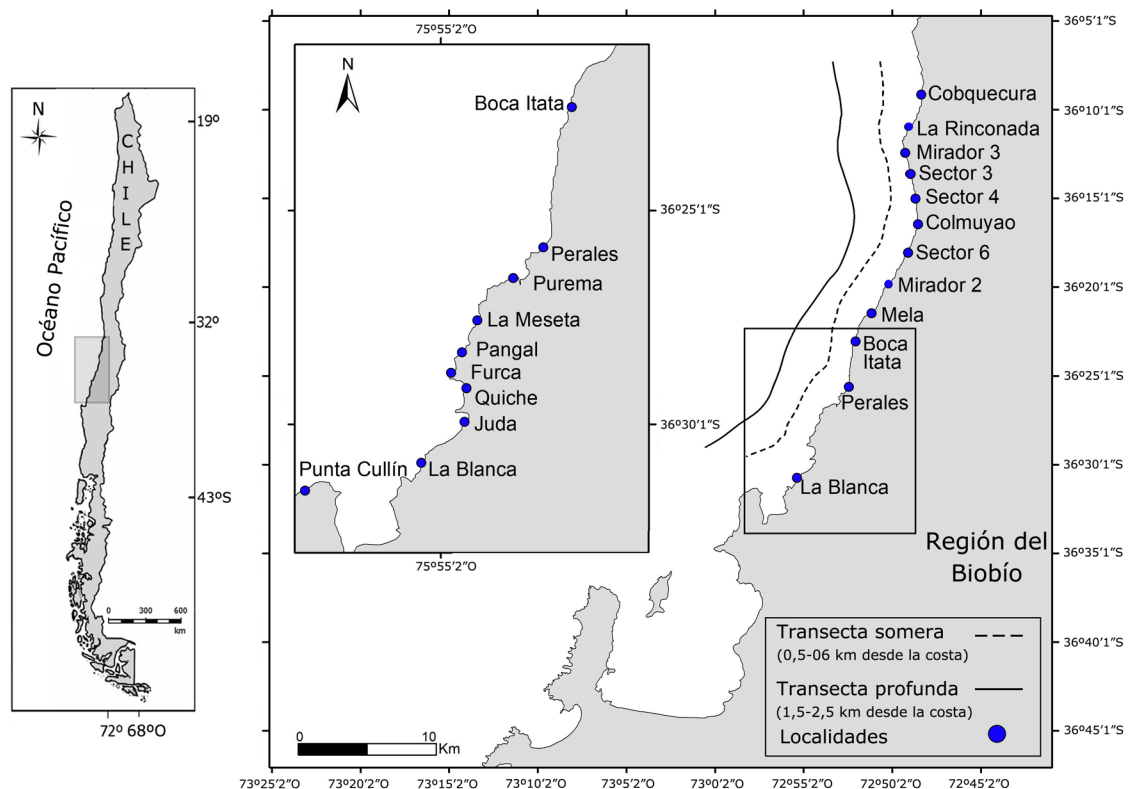 N
CHILE
Océano Pacífico
19º
32º
43ºS
0 300 600
km
72º 68ºO
75º55′2″O
N
Boca Itata
Perales
Purema
La Meseta
Pangal
Furca
Quiche
Juda
La Blanca
Punta Cullín
36º25′1″S
36º30′1″S
75º55′2″O
Cobquecura
La Rinconada
Mirador 3
Sector 3
Sector 4
Colmuyao
Sector 6
Mirador 2
Mela
Boca
Itata
Perales
La Blanca
Región del
Biobío
Transecta somera
(0,5-06 km desde la costa)
Transecta profunda
(1,5-2,5 km desde la costa)
Localidades
0 10
Km
36º5′1″S
36º10′1″S
36º15′1″S
36º20′1″S
36º25′1″S
36º30′1″S
36º35′1″S
36º40′1″S
36º45′1″S
73º25′2″O 73º20′2″O 73º15′2″O 73º10′2″O 73º5′2″O 73º0′2″O 72º55′2″O 72º50′2″O 72º45′2″O